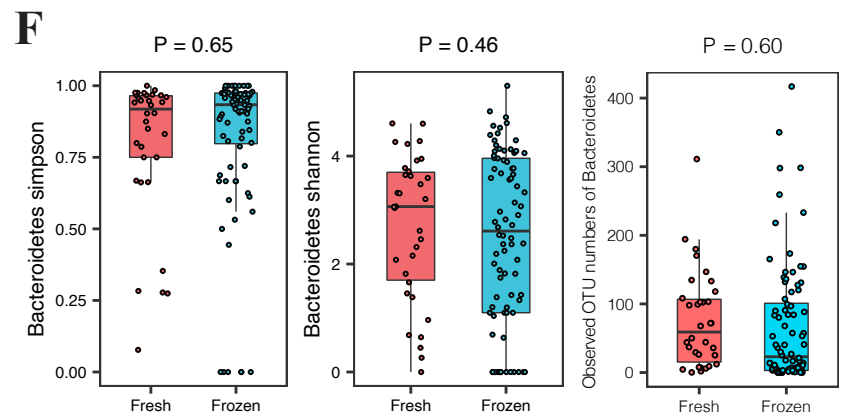 F
P = 0.65
Bacteroidetes simpson
1.00
0.75
0.50
0.25
0.00
Fresh
Frozen
P = 0.46
Bacteroidetes shannon
4
2
0
Fresh
Frozen
P = 0.60
Observed OTU numbers of Bacteroidetes
400
300
200
100
0
Fresh
Frozen